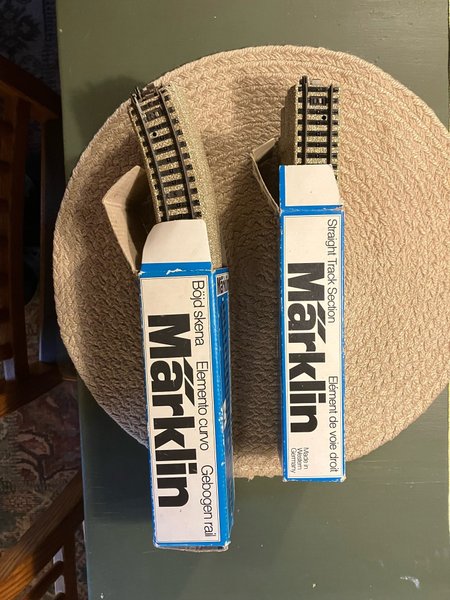 Böjd skena Elemento curvo Gebogen rail
Märklin
Straight Track Section Elément de voie droit
Märklin
Made in
Western
Germany